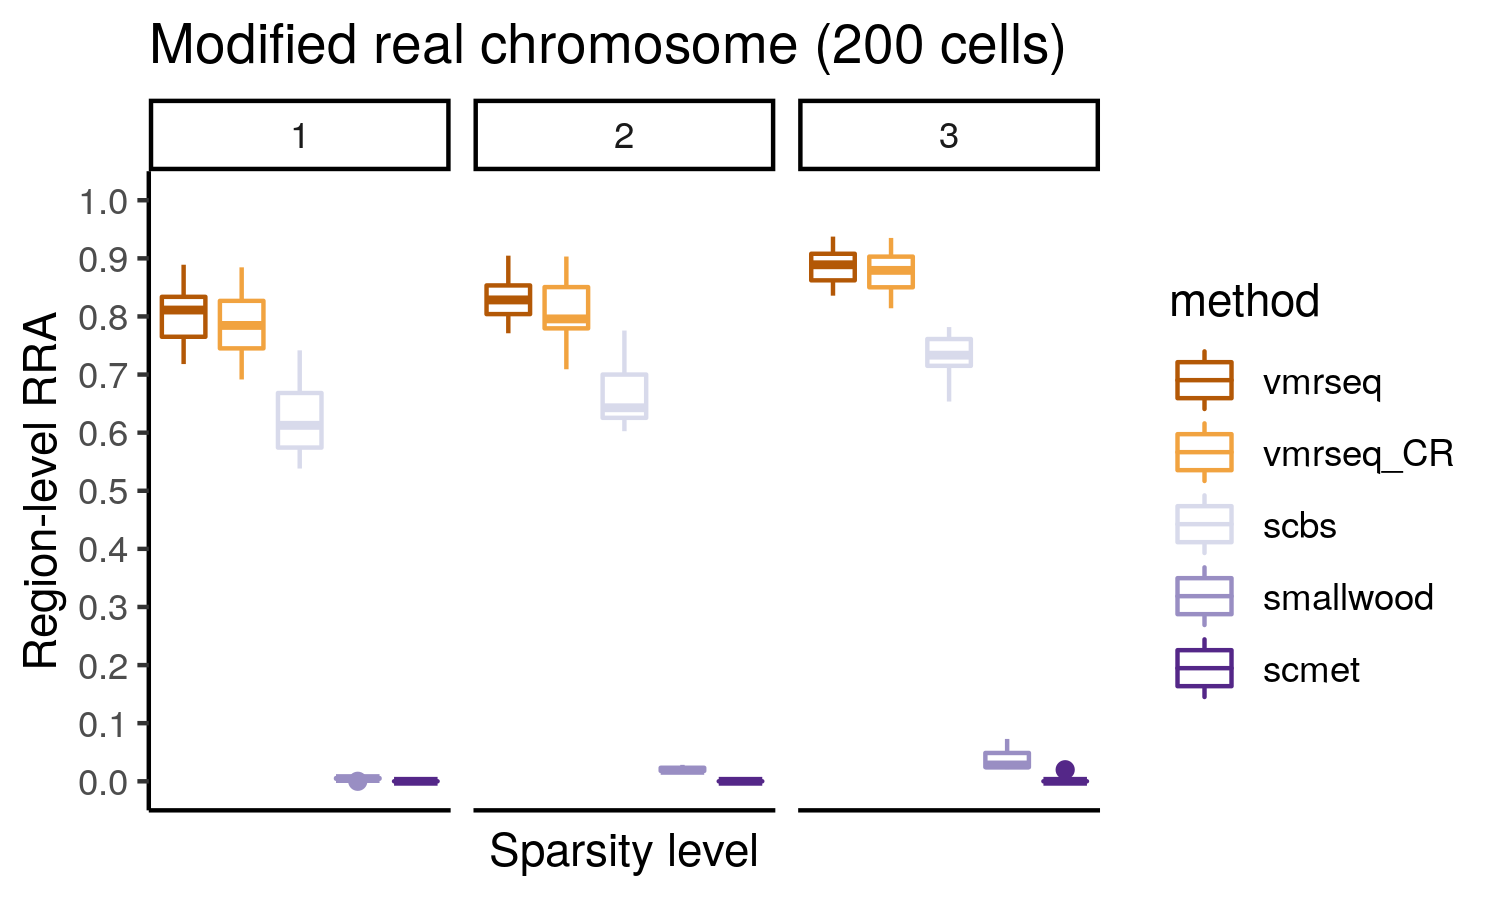 Modified real chromosome (200 cells)
1 2 3
1.0
0.9
0.8
0.7
0.6
0.5
0.4
0.3
0.2
0.1
0.0
Region-level RRA
Sparsity level
method
vmrseq
vmrseq_CR
scbs
smallwood
scmet